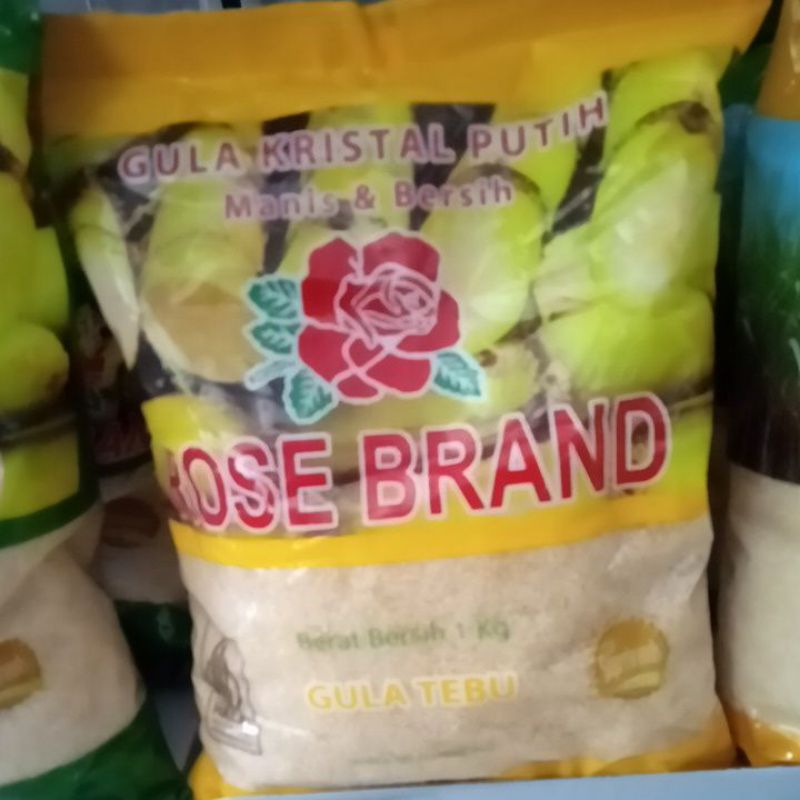 GULA KRISTAL PUTIH
Manis & Bersih
ROSE BRAND
Berat Bersih 1 Kg
GULA TEBU